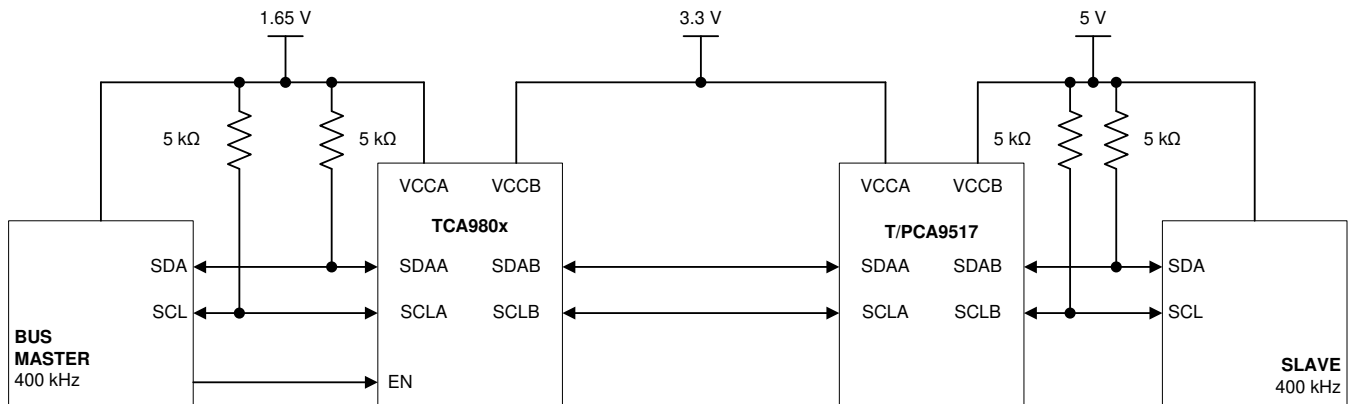 1.65 V
3.3 V
5 V
5 kΩ
5 kΩ
5 kΩ
5 kΩ
VCCA
VCCB
VCCA
VCCB
TCA980x
T/PCA9517
SDA
SDAA
SDAB
SDAA
SDAB
SDA
SCL
SCLA
SCLB
SCLA
SCLB
SCL
BUS
MASTER
400 kHz
EN
SLAVE
400 kHz